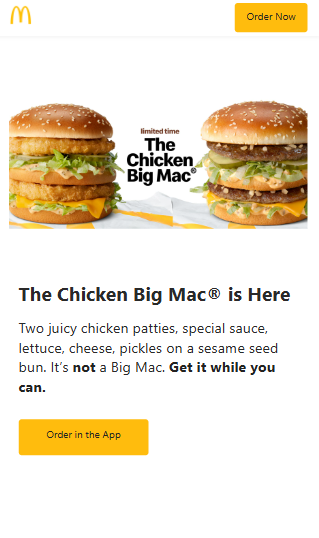 Order Now
limited time
The
Chicken
Big Mac®
The Chicken Big Mac® is Here
Two juicy chicken patties, special sauce,
lettuce, cheese, pickles on a sesame seed
bun. It’s not a Big Mac. Get it while you
can.
Order in the App